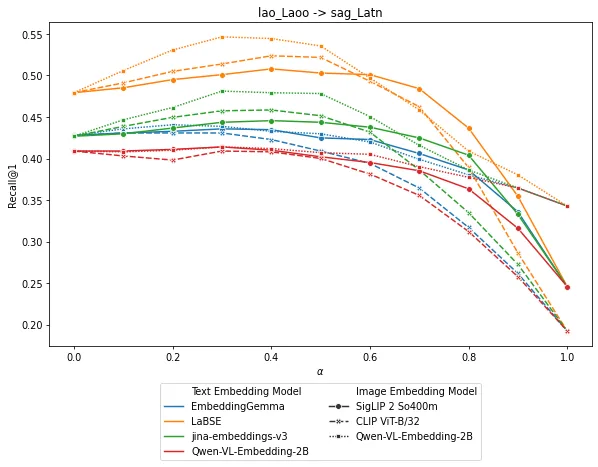 lao_Laoo -> sag_Latn
0.55
0.50
0.45
0.40
0.35
0.30
0.25
0.20
Recall@1
0.0 0.2 0.4 0.6 0.8 1.0
α
Text Embedding Model Image Embedding Model
EmbeddingGemma SigLIP 2 So400m
LaBSE CLIP ViT-B/32
jina-embeddings-v3 Qwen-VL-Embedding-2B
Qwen-VL-Embedding-2B